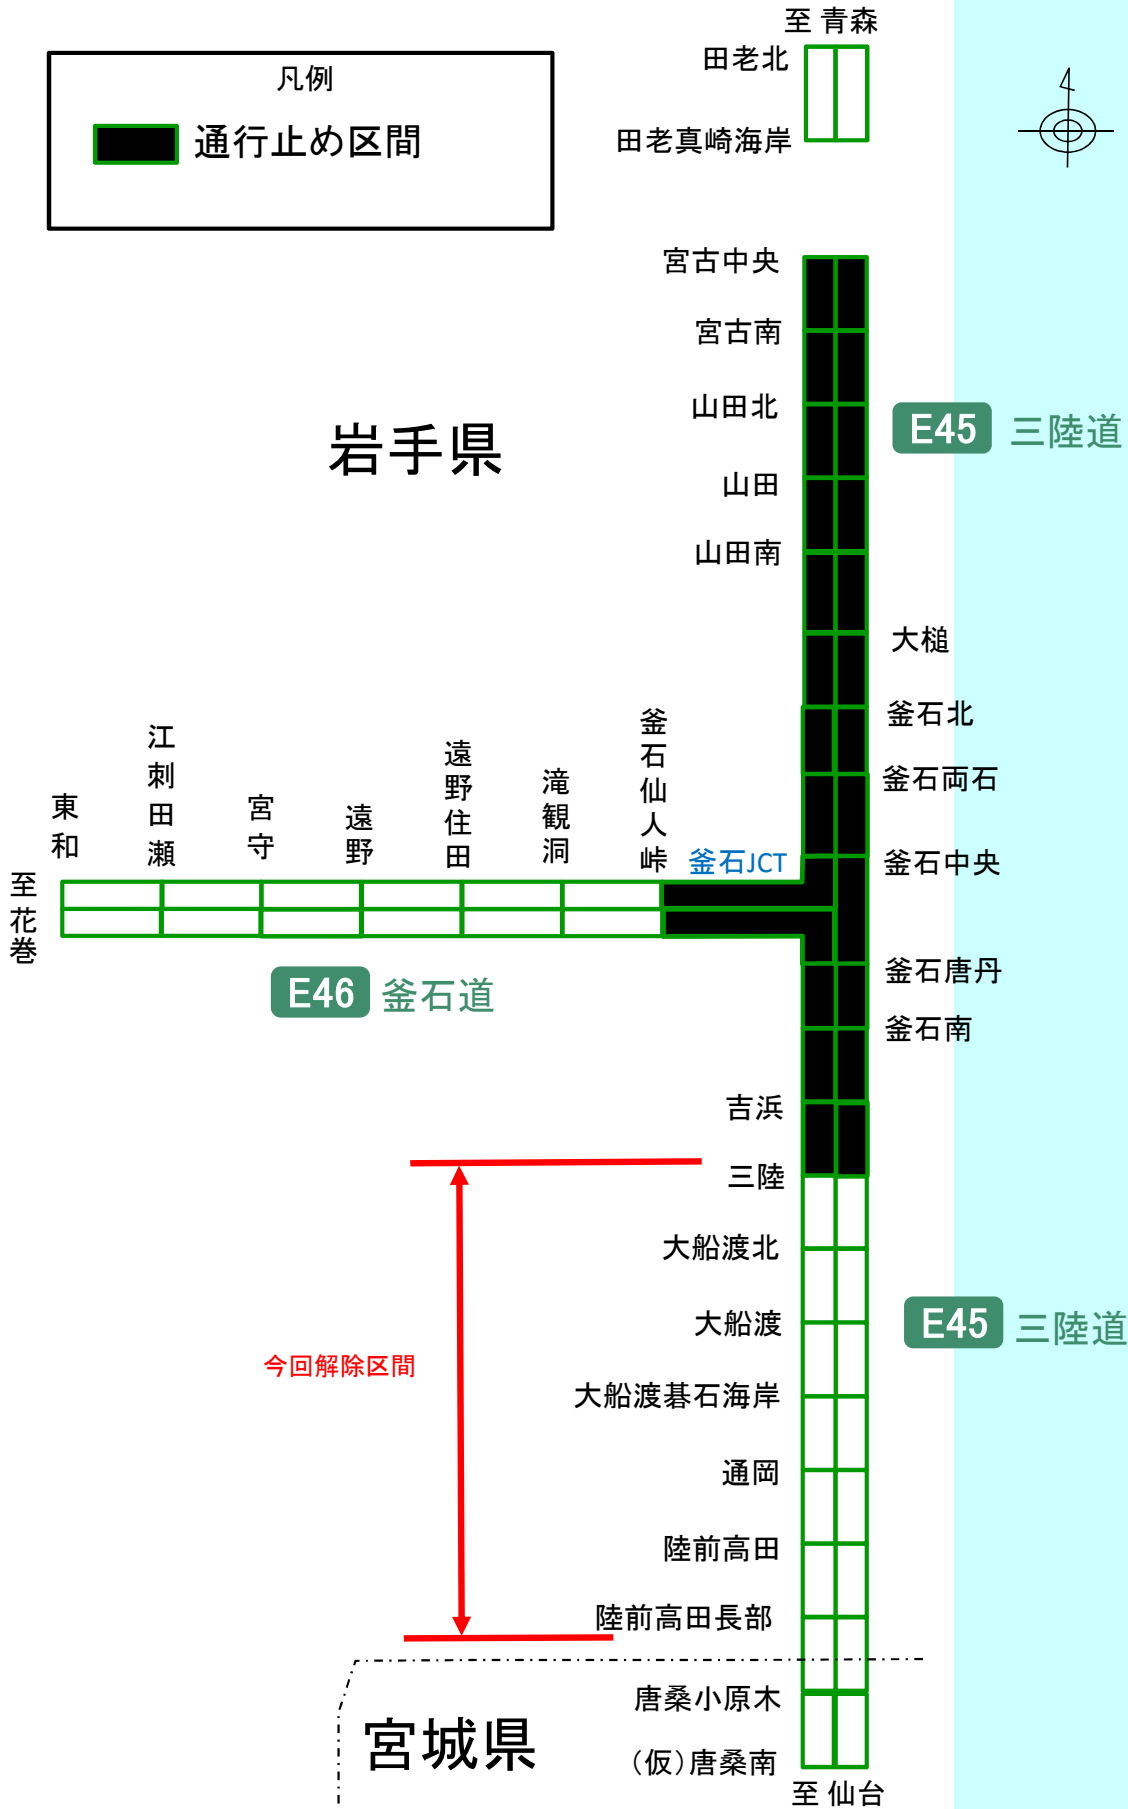 至 青森
凡例
通行止め区間
田老北
田老真崎海岸
宮古中央
宮古南
山田北
E45 三陸道
岩手県
山田
山田南
大槌
釜石北
釜石両石
釜石中央
釜石JCT
釜石仙人峠
滝観洞
遠野住田
遠野
宮守
江刺田瀬
東和
至花巻
E46 釜石道
釜石唐丹
釜石南
吉浜
三陸
大船渡北
大船渡
E45 三陸道
今回解除区間
大船渡碁石海岸
通岡
陸前高田
陸前高田長部
唐桑小原木
宮城県
（仮）唐桑南
至 仙台